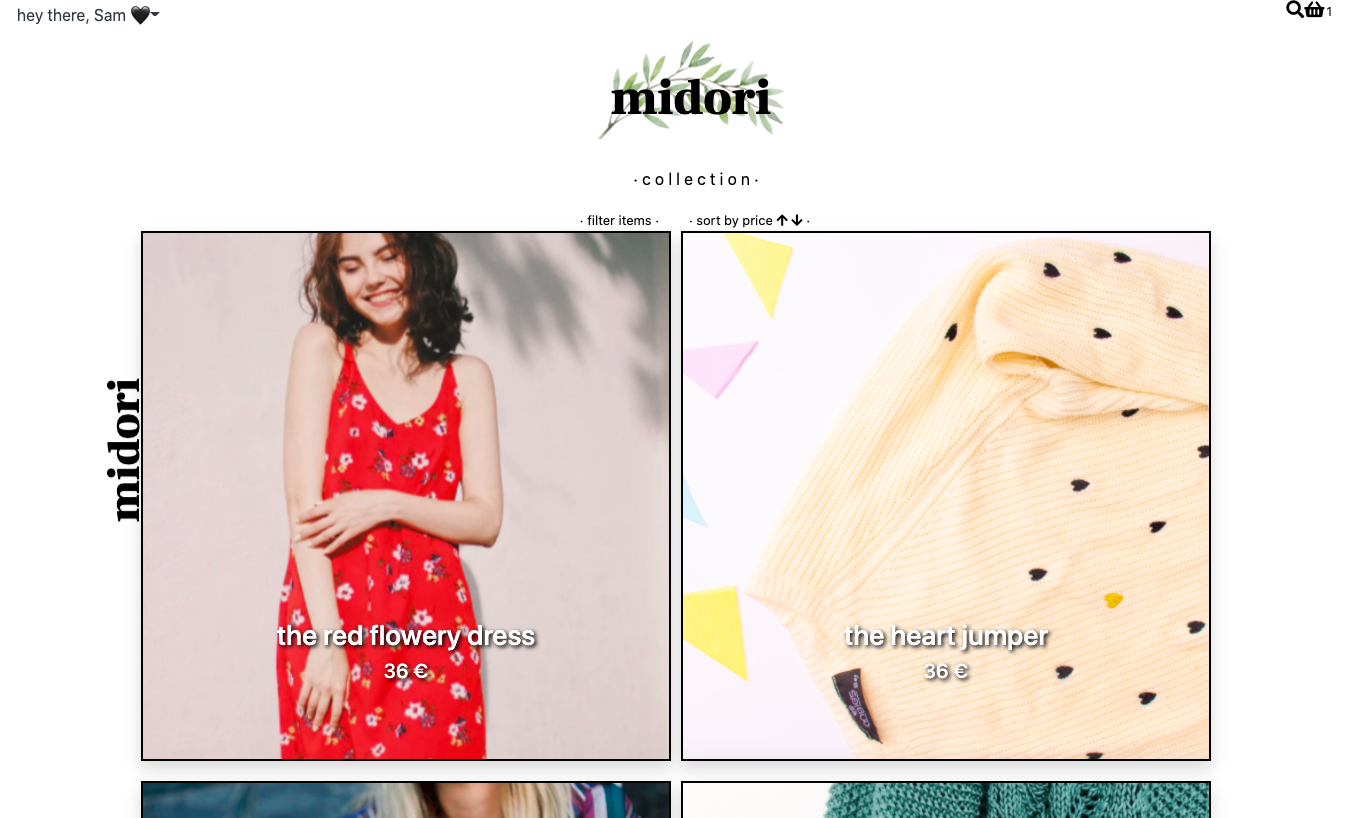 hey there, Sam 🖤
1
midori
· c o l l e c t i o n ·
· filter items ·
· sort by price ↑ ↓ ·
midori
the red flowery dress
36 €
the heart jumper
36 €